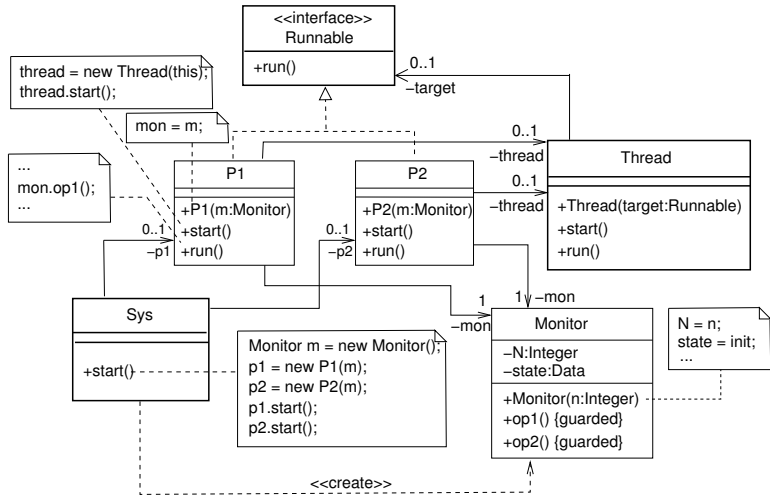 <<interface>>
Runnable
+run()
0..1
−target
thread = new Thread(this);
thread.start();
mon = m;
...
mon.op1();
...
P1
+P1(m:Monitor)
+start()
+run()
P2
+P2(m:Monitor)
+start()
+run()
0..1
−thread
0..1
−thread
Thread
+Thread(target:Runnable)
+start()
+run()
0..1
−p1
0..1
−p2
Sys
+start()
Monitor m = new Monitor();
p1 = new P1(m);
p2 = new P2(m);
p1.start();
p2.start();
1
−mon
1
−mon
Monitor
−N:Integer
−state:Data
+Monitor(n:Integer)
+op1() {guarded}
+op2() {guarded}
N = n;
state = init;
...
<<create>>